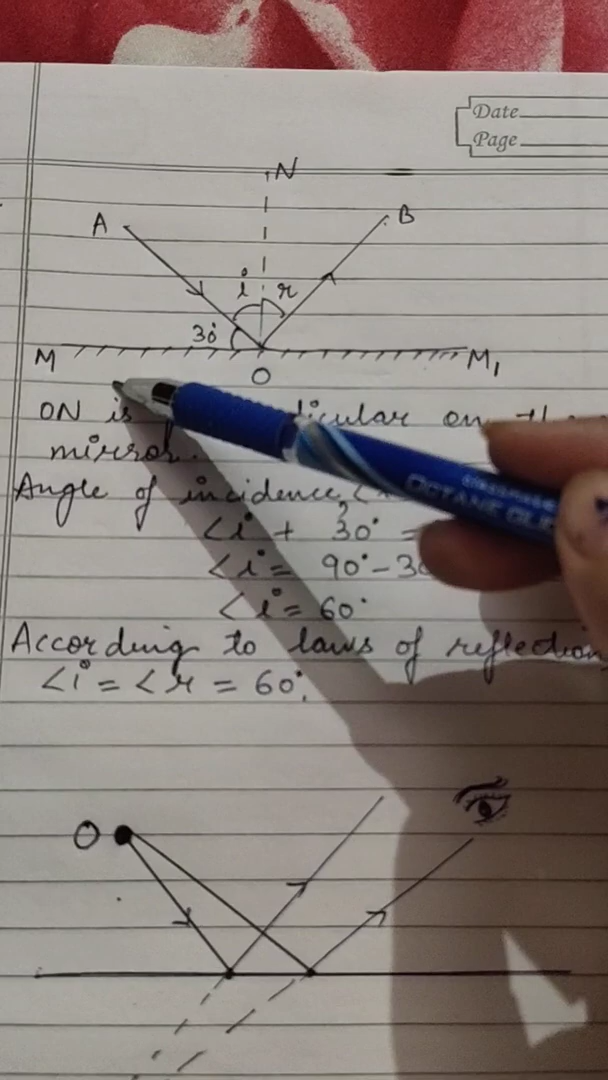 Date
Page
N
A
B
i r
30°
M M₁
O
ON is on
mirror.
Angle of incidence, <
<i + 30° =
<i = 90° - 3
<i = 60°
According to laws of reflection,
<i = <r = 60°.
O